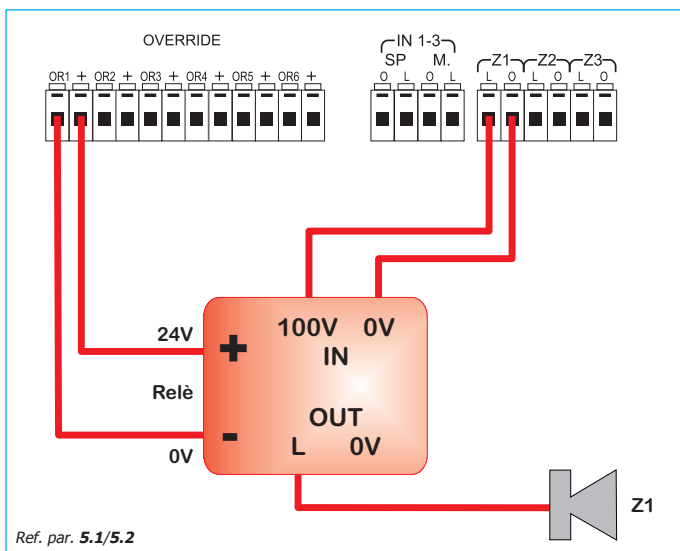 OVERRIDE
IN 1-3
SP M.
Z1 Z2 Z3
OR1 + OR2 + OR3 + OR4 + OR5 + OR6 +
O L O L
L O L O L O
100V 0V
IN
24V
+
Relè
OUT
-
L 0V
0V
Z1
Ref. par. 5.1/5.2